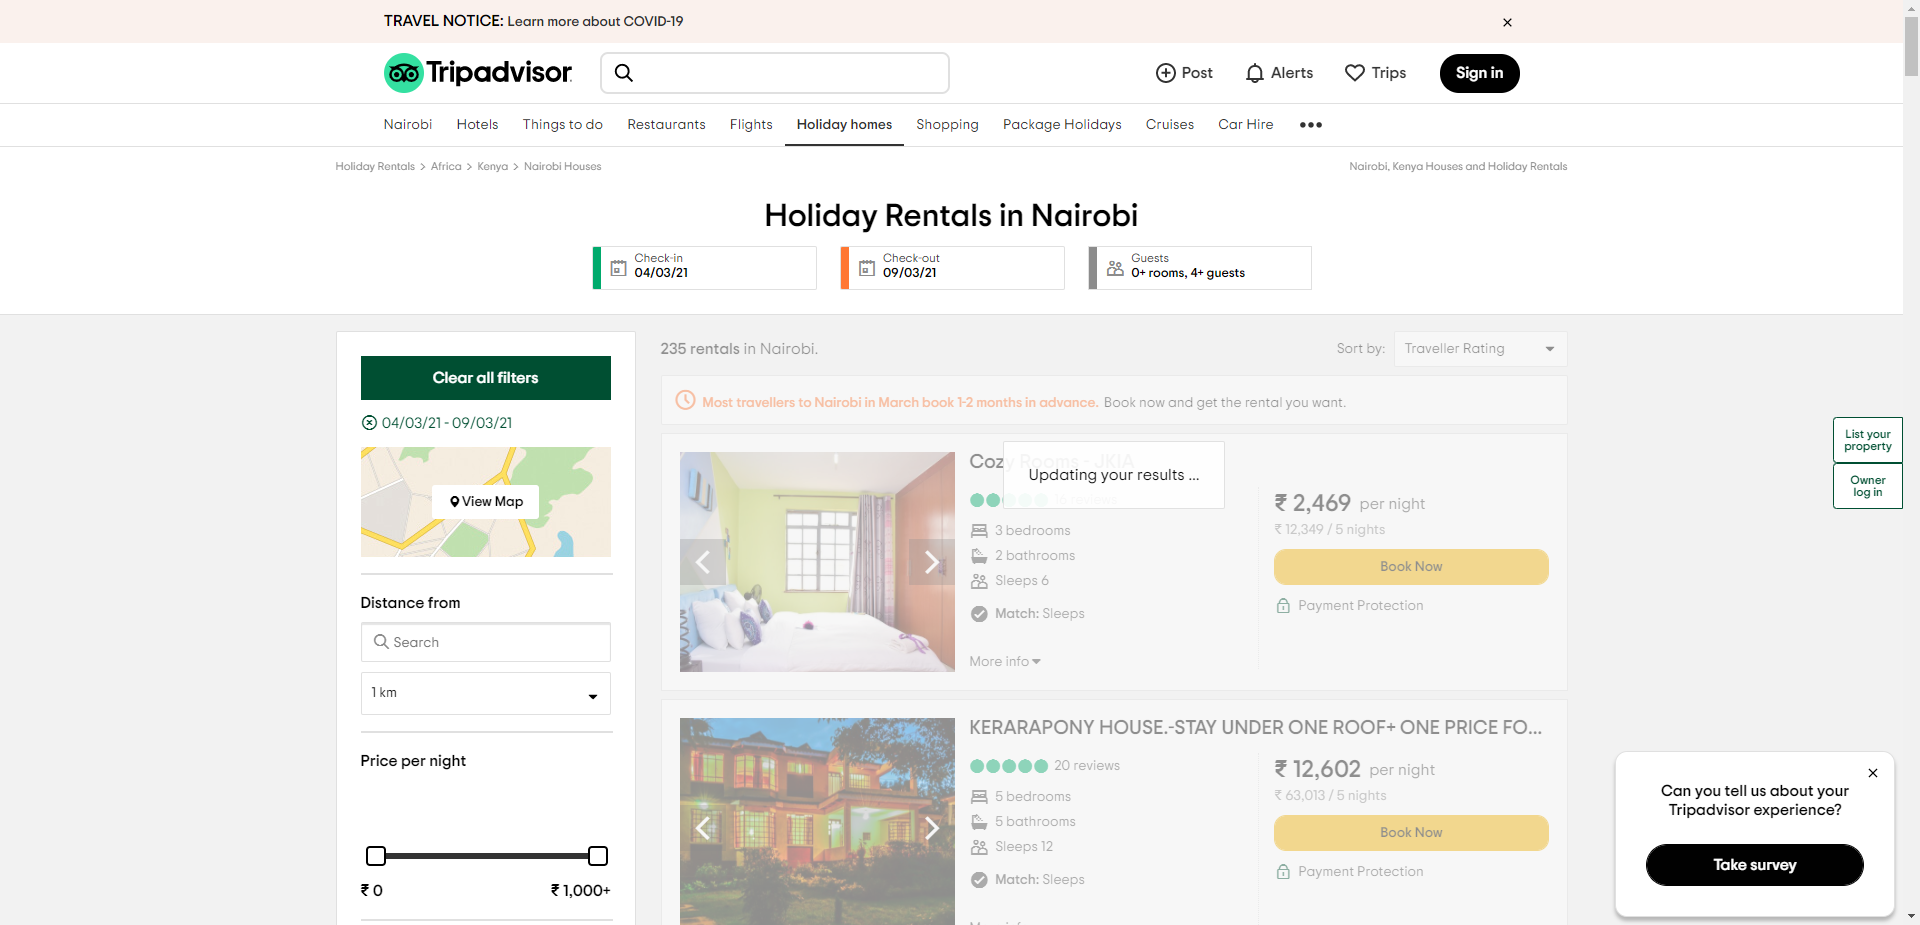 TRAVEL NOTICE: Learn more about COVID-19
Tripadvisor
Post
Alerts
Trips
Sign in
Nairobi
Hotels
Things to do
Restaurants
Flights
Holiday homes
Shopping
Package Holidays
Cruises
Car Hire
Holiday Rentals > Africa > Kenya > Nairobi Houses
Nairobi, Kenya Houses and Holiday Rentals
Holiday Rentals in Nairobi
Check-in
04/03/21
Check-out
09/03/21
Guests
0+ rooms, 4+ guests
Clear all filters
04/03/21 - 09/03/21
View Map
Distance from
Search
1 km
Price per night
₹ 0
₹ 1,000+
235 rentals in Nairobi.
Sort by:
Traveller Rating
Most travellers to Nairobi in March book 1-2 months in advance. Book now and get the rental you want.
Cozy Rooms - JKIA
Updating your results ...
16 reviews
3 bedrooms
2 bathrooms
Sleeps 6
Match: Sleeps
More info
₹ 2,469 per night
₹ 12,349 / 5 nights
Book Now
Payment Protection
KERARAPONY HOUSE.-STAY UNDER ONE ROOF+ ONE PRICE FO...
20 reviews
5 bedrooms
5 bathrooms
Sleeps 12
Match: Sleeps
More info
₹ 12,602 per night
₹ 63,013 / 5 nights
Book Now
Payment Protection
List your
property
Owner
log in
Can you tell us about your
Tripadvisor experience?
Take survey